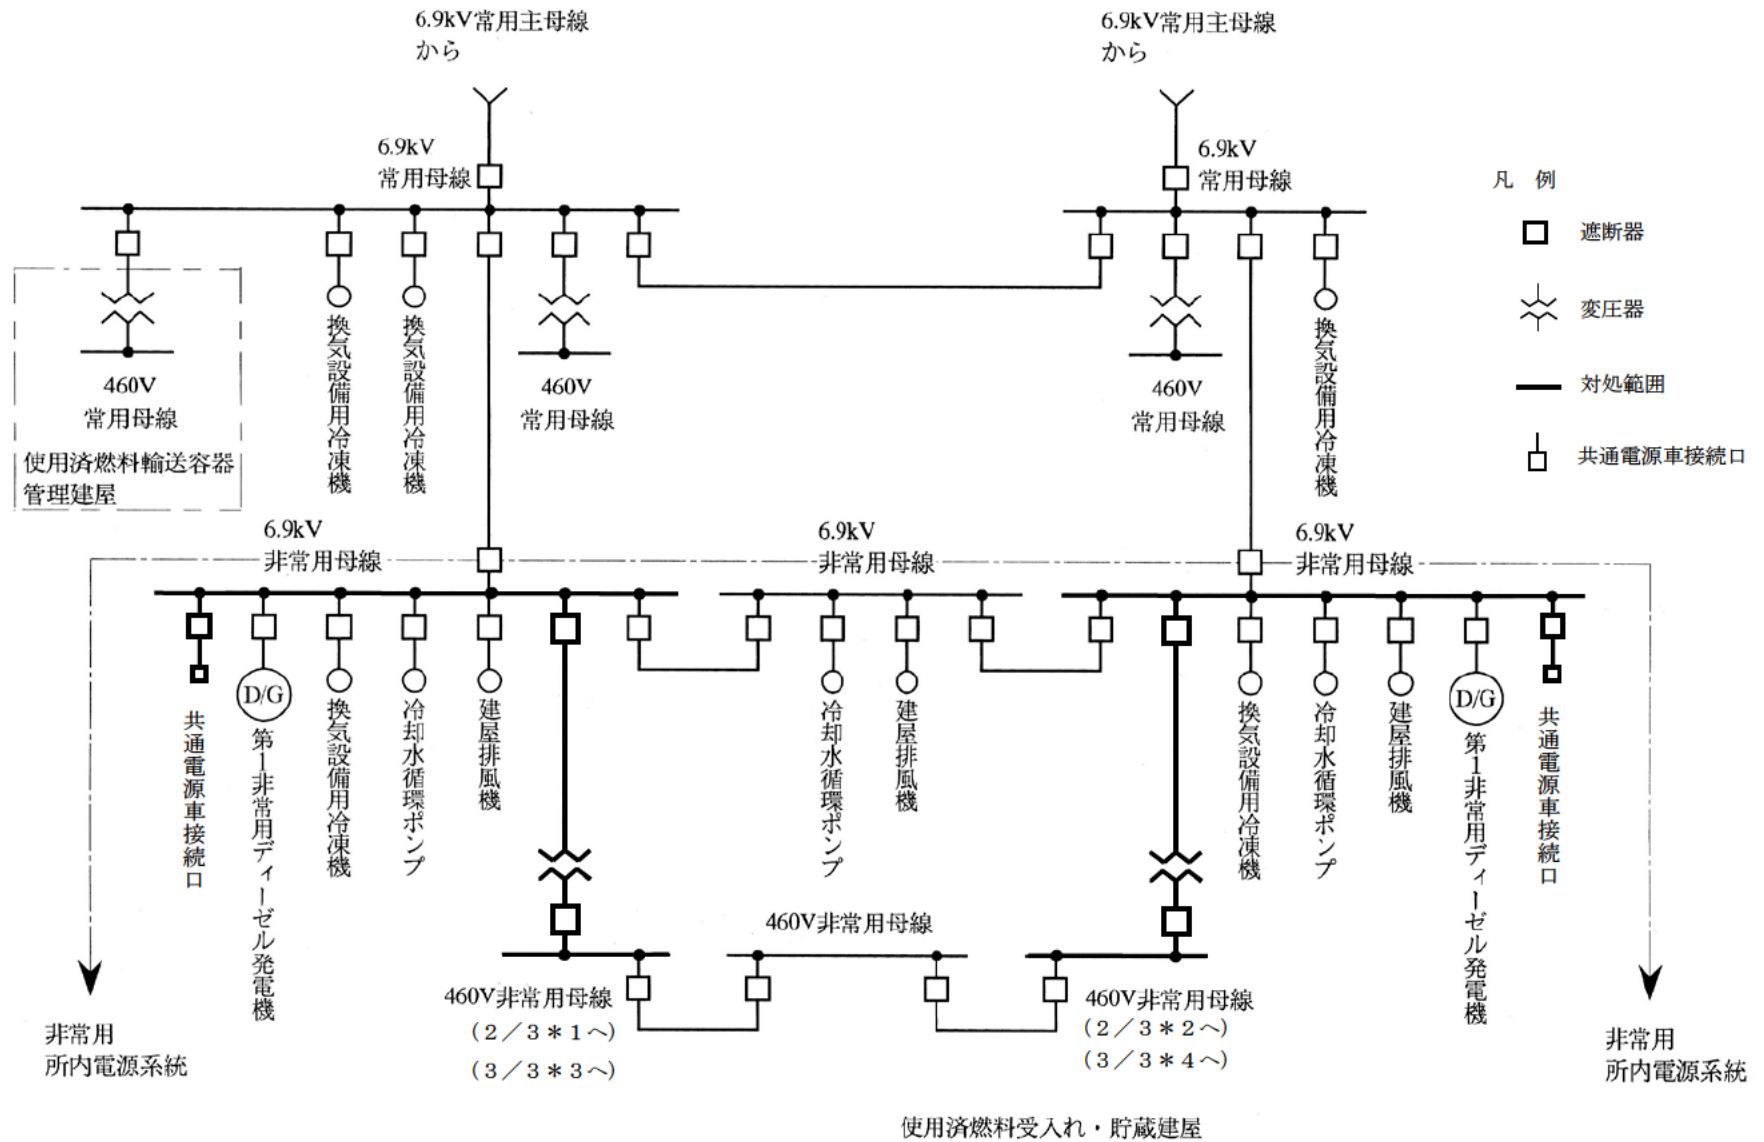 6.9kV常用主母線
から
6.9kV常用主母線
から
6.9kV
常用母線
6.9kV
常用母線
凡 例
遮断器
変圧器
対処範囲
共通電源車接続口
460V
常用母線
使用済燃料輸送容器
管理建屋
換気設備用冷凍機
換気設備用冷凍機
460V
常用母線
460V
常用母線
換気設備用冷凍機
6.9kV
非常用母線
6.9kV
非常用母線
6.9kV
非常用母線
共通電源車接続口
D/G
第1非常用ディーゼル発電機
換気設備用冷凍機
冷却水循環ポンプ
建屋排風機
冷却水循環ポンプ
建屋排風機
換気設備用冷凍機
冷却水循環ポンプ
建屋排風機
D/G
第1非常用ディーゼル発電機
共通電源車接続口
460V非常用母線
460V非常用母線
(2/3*1へ)
(3/3*3へ)
460V非常用母線
(2/3*2へ)
(3/3*4へ)
非常用
所内電源系統
非常用
所内電源系統
使用済燃料受入れ・貯蔵建屋